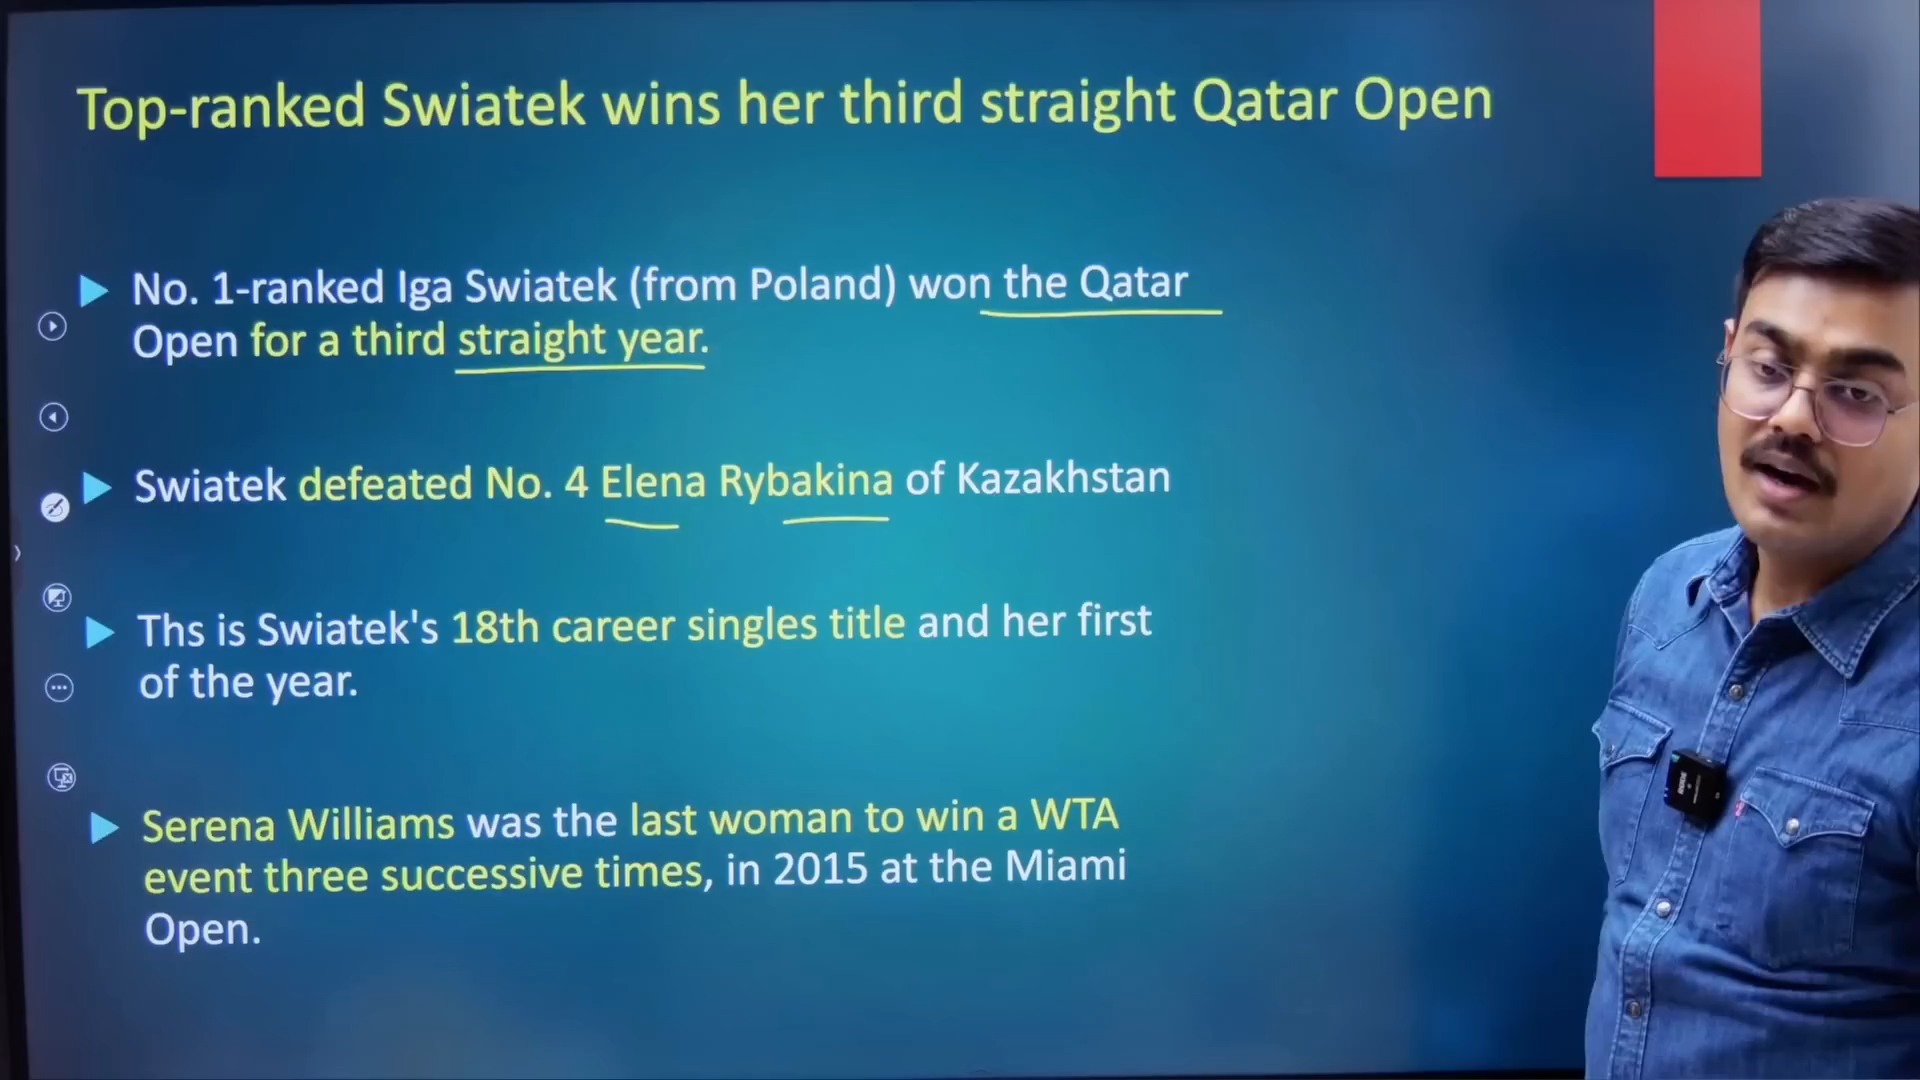 Top-ranked Swiatek wins her third straight Qatar Open
No. 1-ranked Iga Swiatek (from Poland) won the Qatar
Open for a third straight year.
Swiatek defeated No. 4 Elena Rybakina of Kazakhstan
Ths is Swiatek's 18th career singles title and her first
of the year.
Serena Williams was the last woman to win a WTA
event three successive times, in 2015 at the Miami
Open.